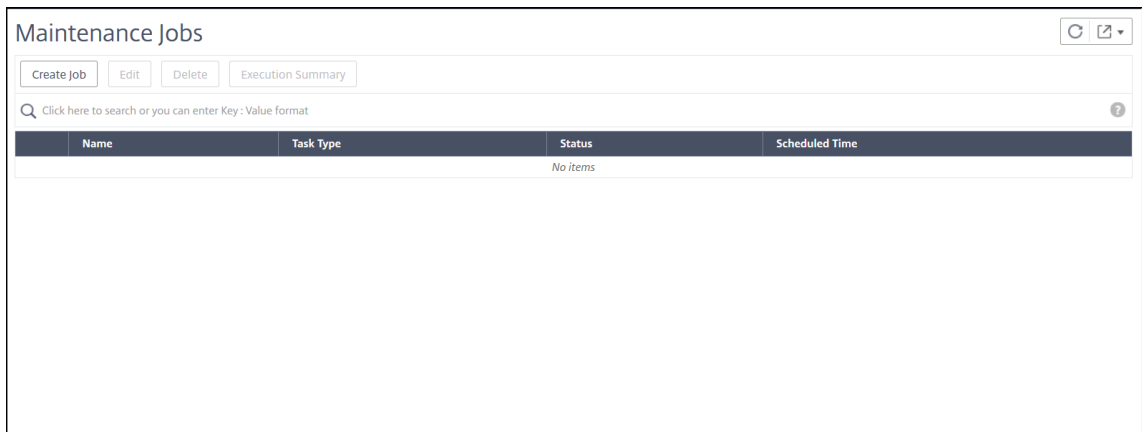 Maintenance Jobs
Create Job Edit Delete Execution Summary
Click here to search or you can enter Key : Value format ?
Name Task Type Status Scheduled Time
No items